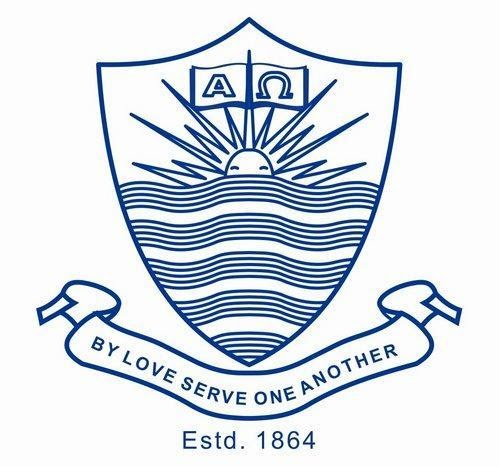 Α Ω
BY LOVE SERVE ONE ANOTHER
Estd. 1864